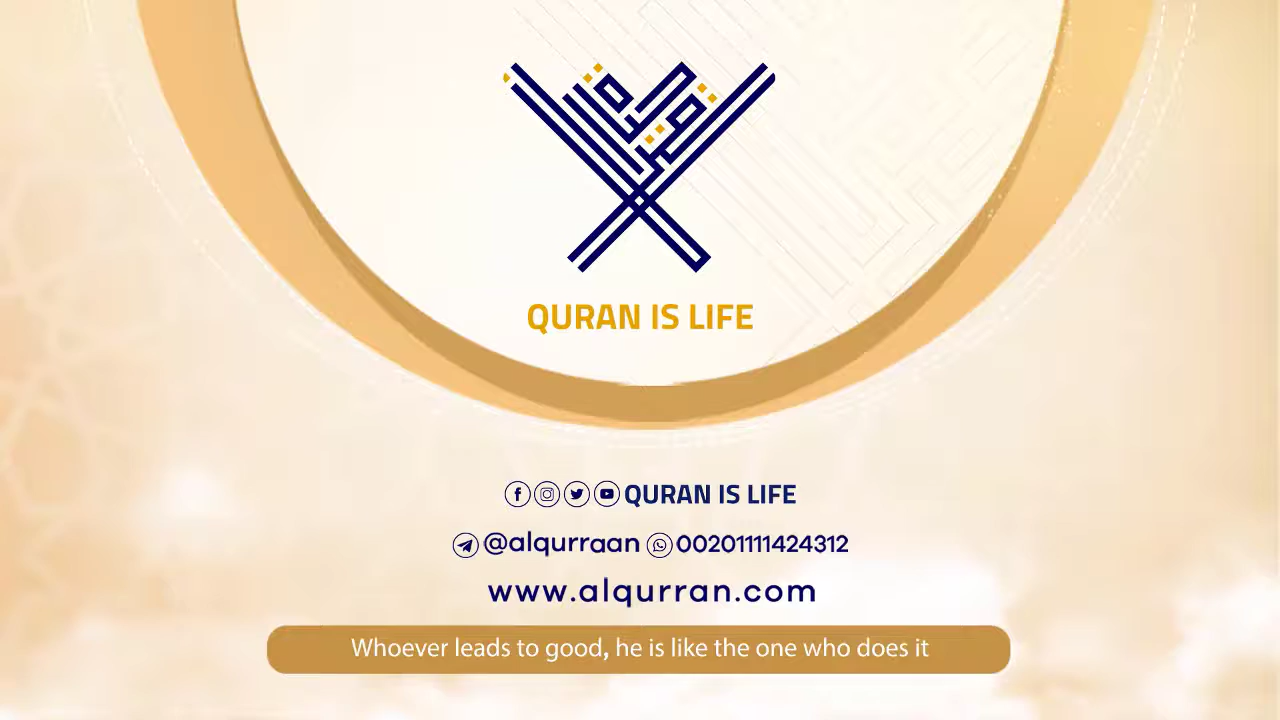 QURAN IS LIFE
QURAN IS LIFE
@alqurraan 00201111424312
www.alqurran.com
Whoever leads to good, he is like the one who does it